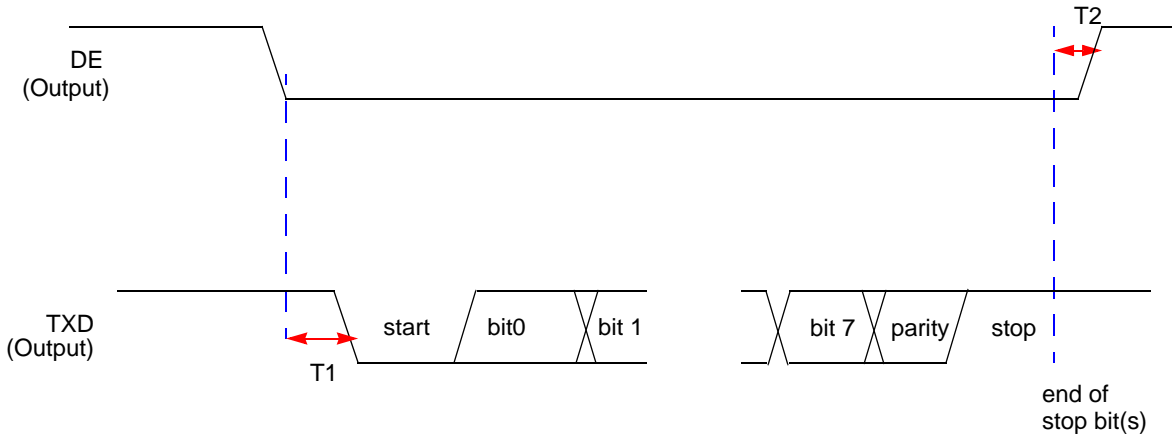 T2
DE
(Output)
TXD
(Output)
start
bit0
bit 1
bit 7
parity
stop
T1
end of
stop bit(s)